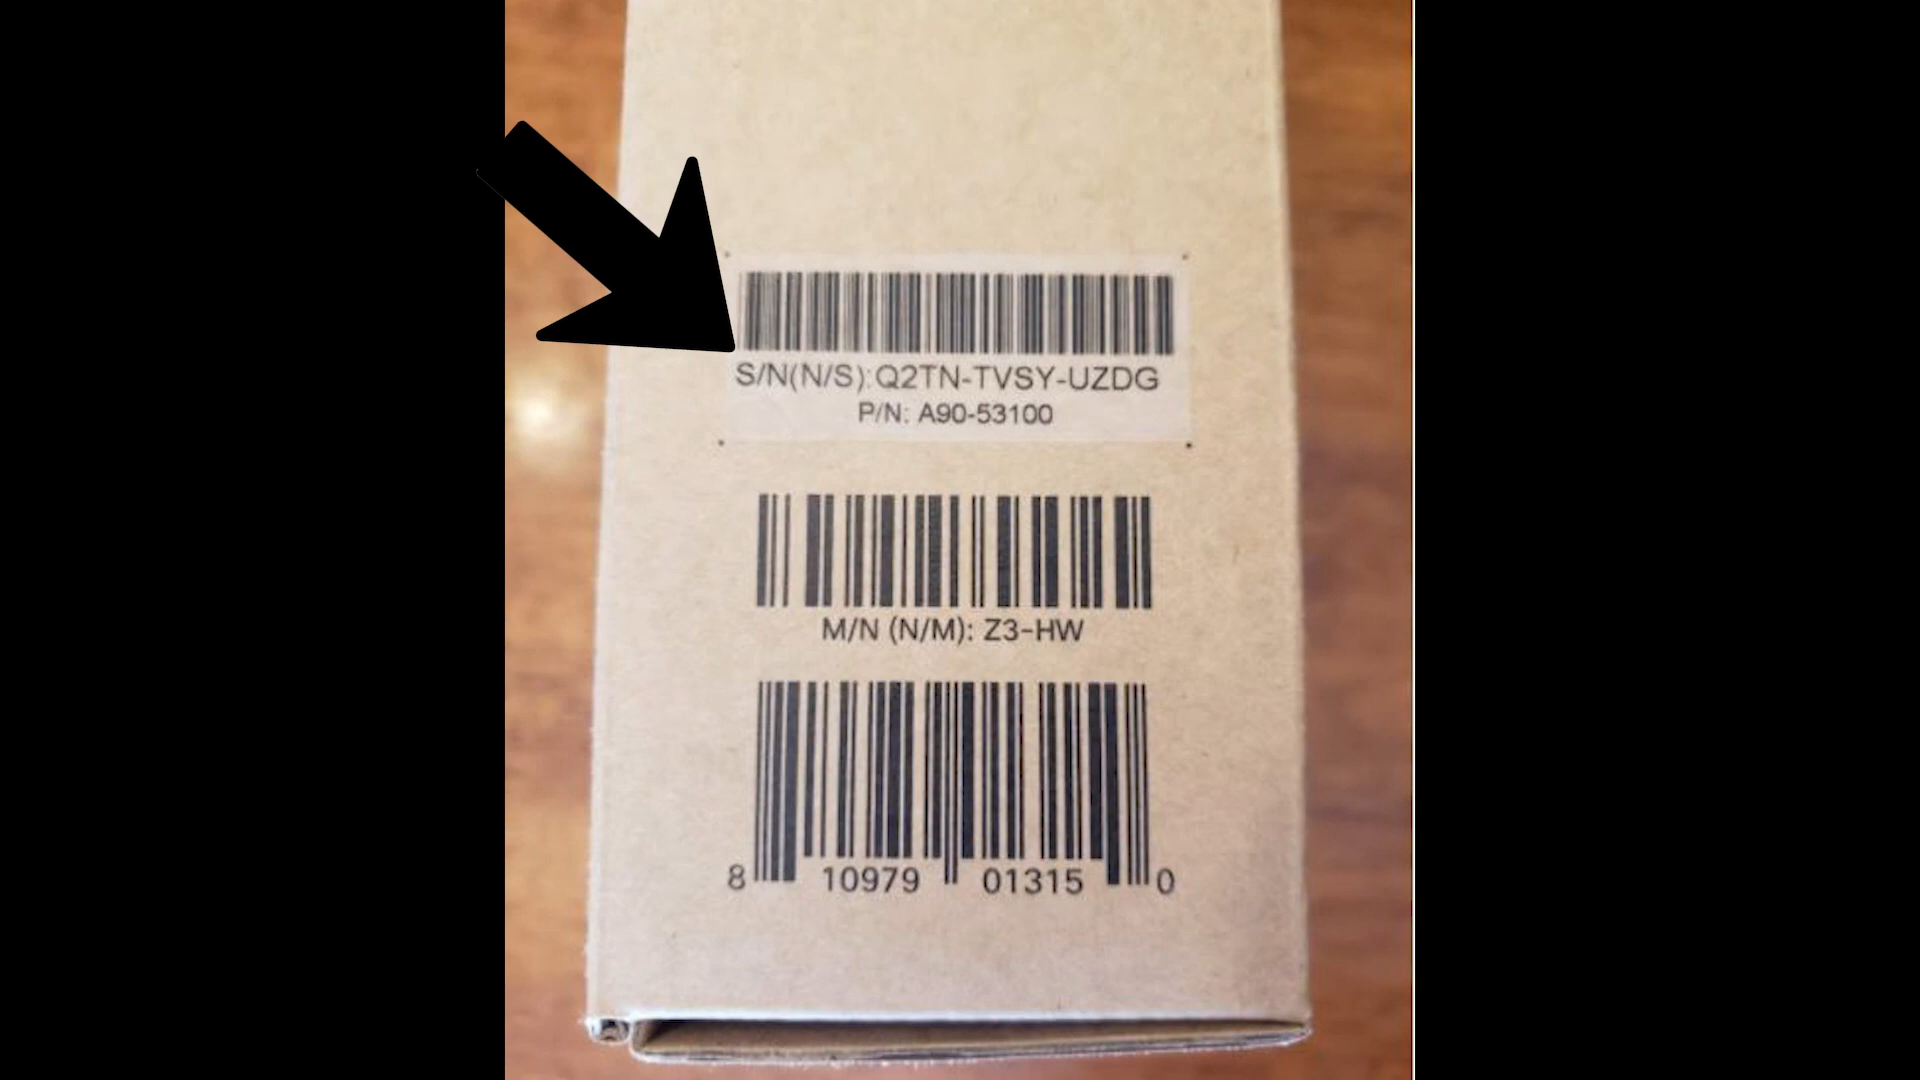 S/N(N/S):Q2TN-TVSY-UZDG
P/N: A90-53100
M/N (N/M): Z3-HW
8 10979 01315 0